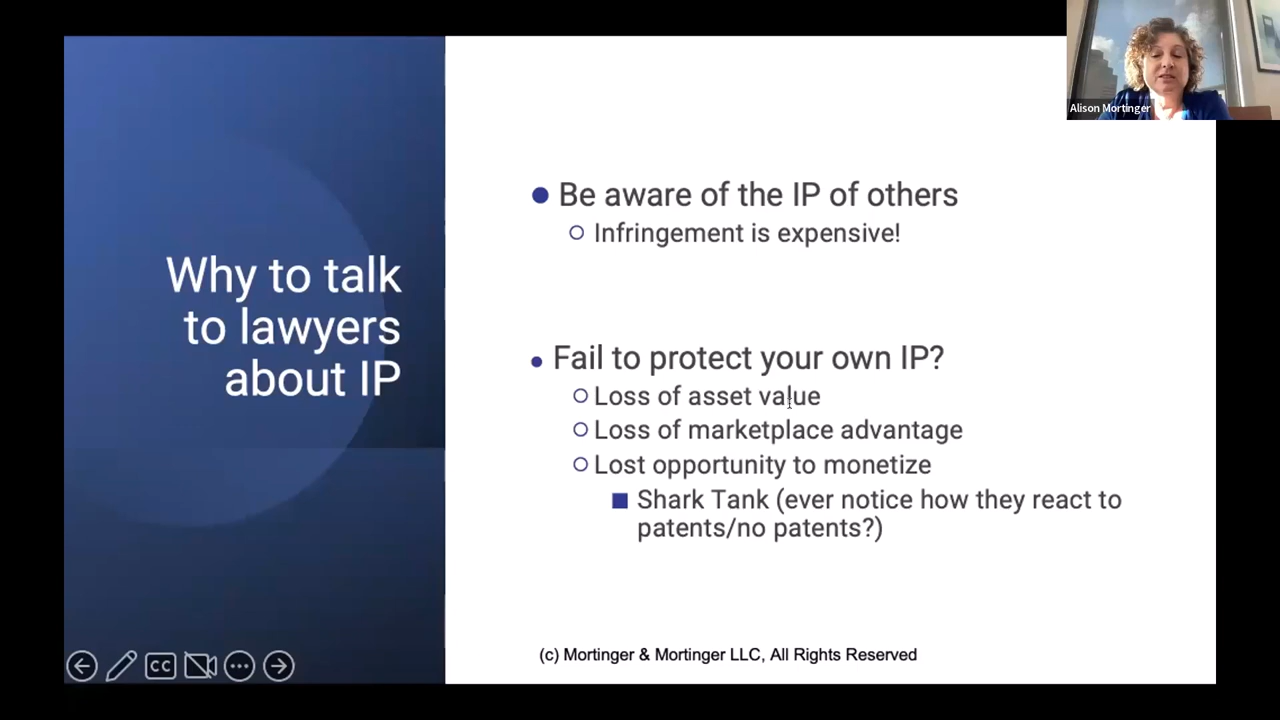 Alison Mortinger
Why to talk
to lawyers
about IP
Be aware of the IP of others
Infringement is expensive!
Fail to protect your own IP?
Loss of asset value
Loss of marketplace advantage
Lost opportunity to monetize
Shark Tank (ever notice how they react to
patents/no patents?)
(c) Mortinger & Mortinger LLC, All Rights Reserved
CC